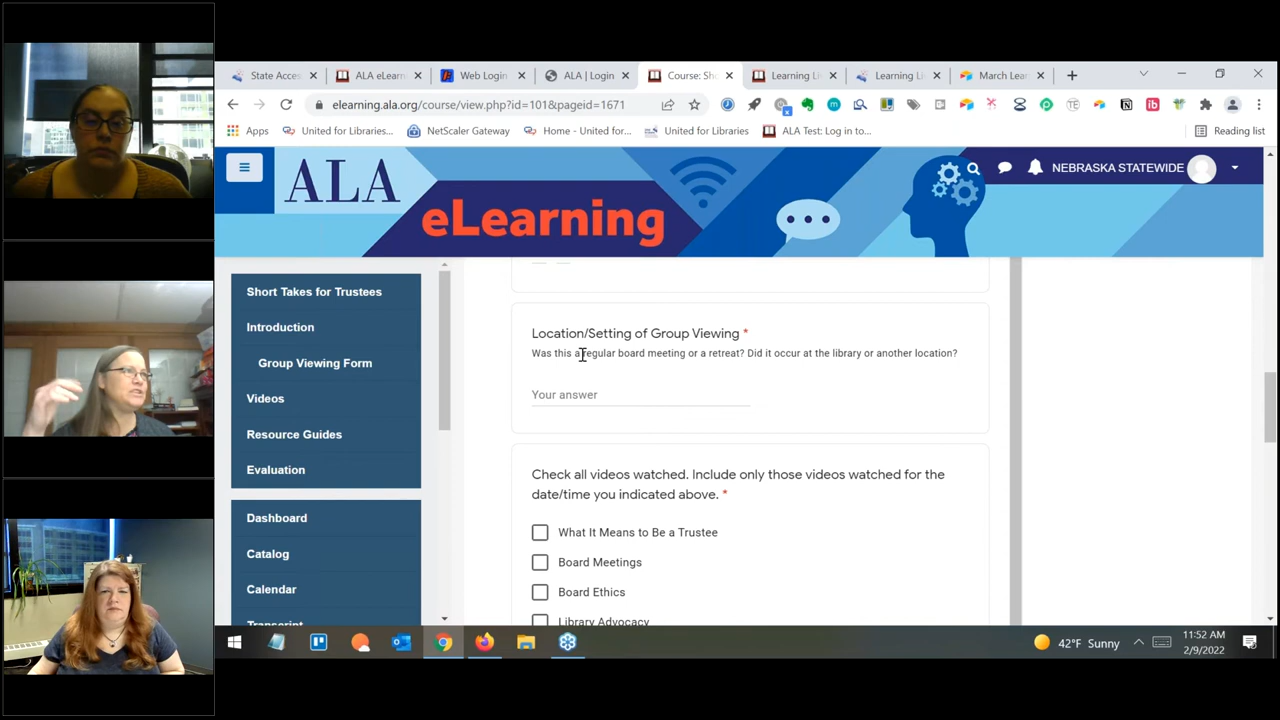 State Acces
ALA eLearn
Web Login
ALA | Login
Course: Sh
Learning Li
Learning Li
March Lear
elearning.ala.org/course/view.php?id=101&pageid=1671
Apps
United for Libraries...
NetScaler Gateway
Home - United for...
United for Libraries
ALA Test: Log in to...
Reading list
ALA
eLearning
NEBRASKA STATEWIDE
Short Takes for Trustees
Introduction
Group Viewing Form
Videos
Resource Guides
Evaluation
Dashboard
Catalog
Calendar
Transcript
Location/Setting of Group Viewing *
Was this a regular board meeting or a retreat? Did it occur at the library or another location?
Your answer
Check all videos watched. Include only those videos watched for the
date/time you indicated above. *
What It Means to Be a Trustee
Board Meetings
Board Ethics
Library Advocacy
42°F Sunny
11:52 AM
2/9/2022